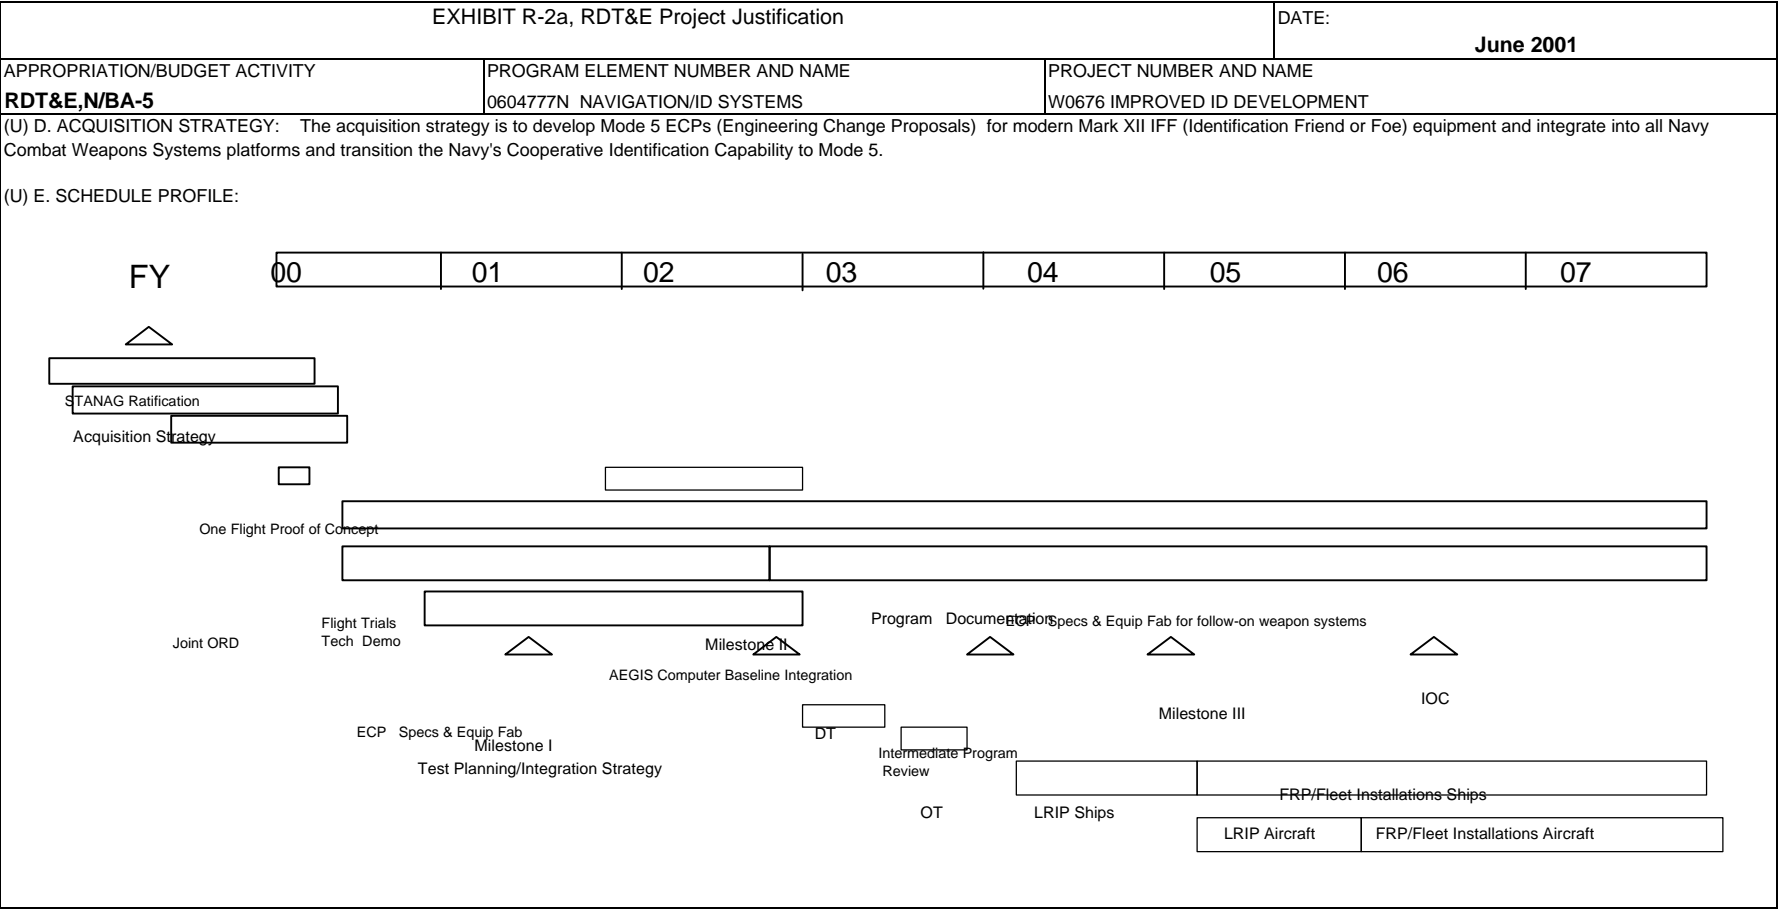 EXHIBIT R-2a, RDT&E Project Justification
DATE:
June 2001
APPROPRIATION/BUDGET ACTIVITY
PROGRAM ELEMENT NUMBER AND NAME
PROJECT NUMBER AND NAME
RDT&E,N/BA-5
0604777N NAVIGATION/ID SYSTEMS
W0676 IMPROVED ID DEVELOPMENT
(U) D. ACQUISITION STRATEGY: The acquisition strategy is to develop Mode 5 ECPs (Engineering Change Proposals) for modern Mark XII IFF (Identification Friend or Foe) equipment and integrate into all Navy
Combat Weapons Systems platforms and transition the Navy's Cooperative Identification Capability to Mode 5.
(U) E. SCHEDULE PROFILE:
FY 00 01 02 03 04 05 06 07
STANAG Ratification
Acquisition Strategy
One Flight Proof of Concept
Program Documentation
ECP Specs & Equip Fab for follow-on weapon systems
Flight Trials
Tech Demo
Joint ORD
Milestone II
AEGIS Computer Baseline Integration
IOC
Milestone III
ECP Specs & Equip Fab
DT
Milestone I
Intermediate Program
Review
Test Planning/Integration Strategy
FRP/Fleet Installations Ships
OT
LRIP Ships
LRIP Aircraft
FRP/Fleet Installations Aircraft